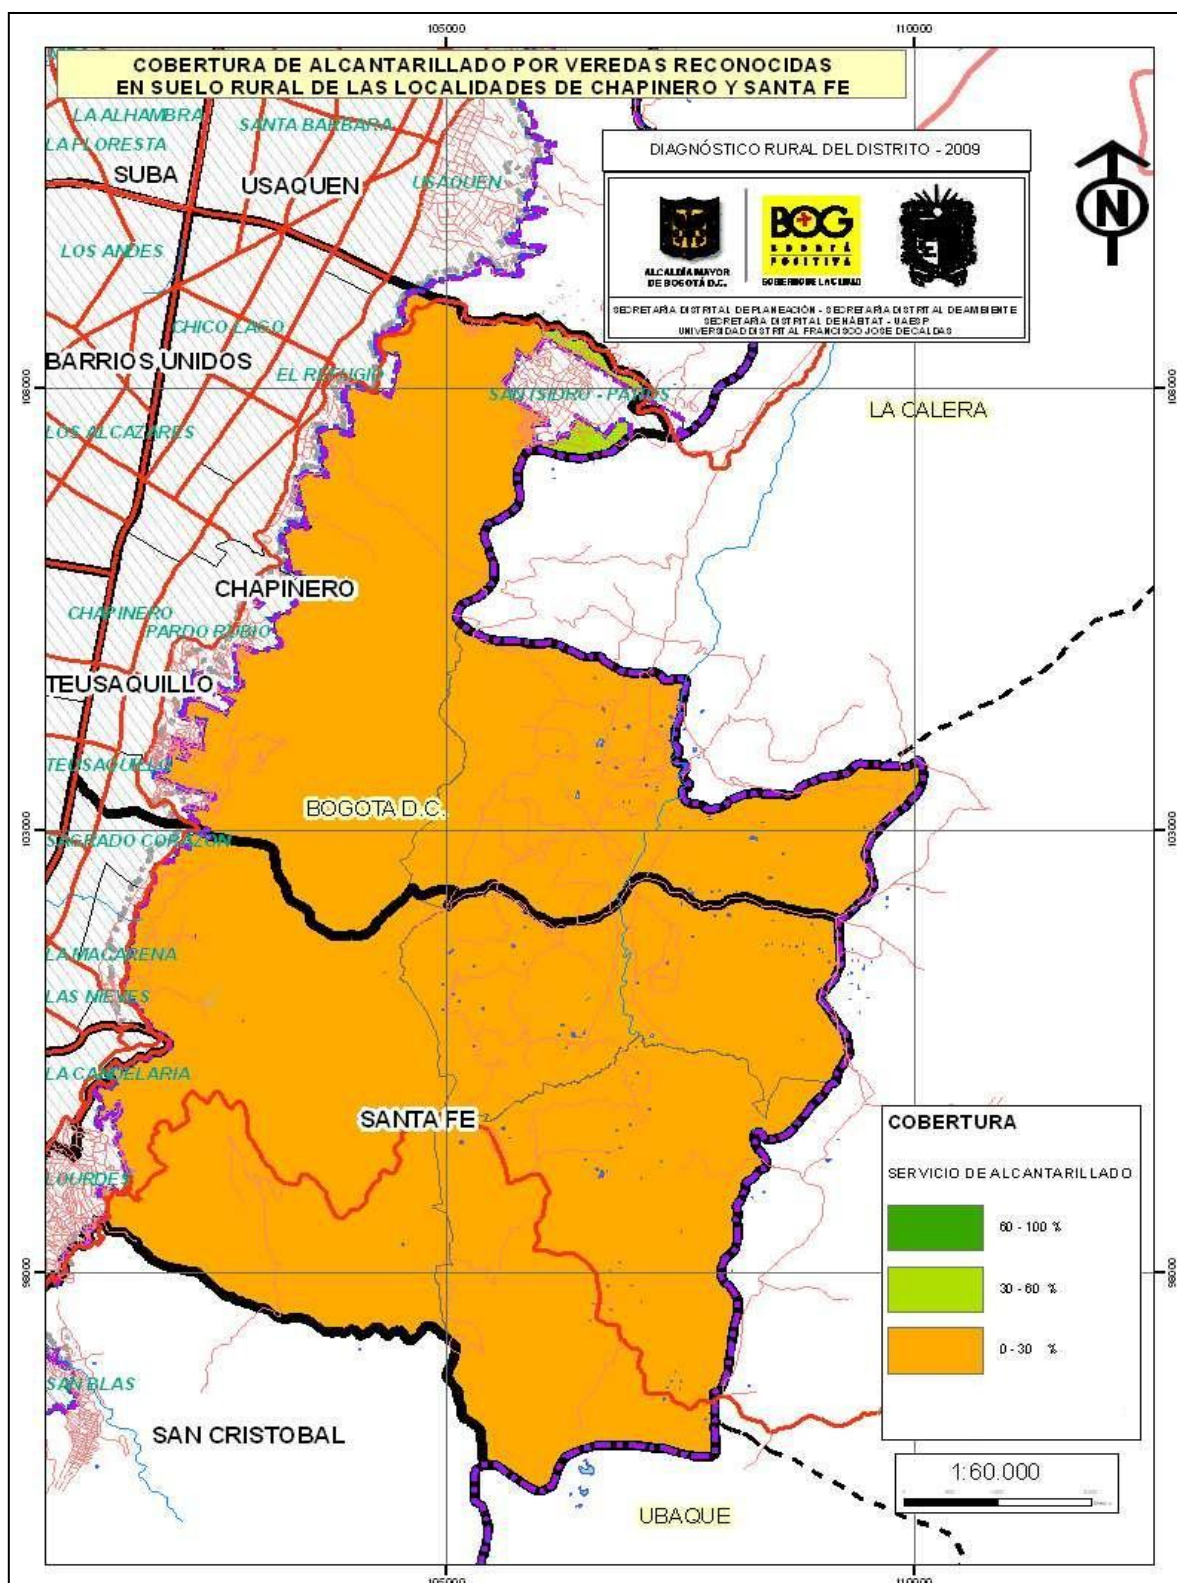 105000
110000
COBERTURA DE ALCANTARILLADO POR VEREDAS RECONOCIDAS
EN SUELO RURAL DE LAS LOCALIDADES DE CHAPINERO Y SANTA FE
LA ALHAMBRA
SANTA BARBARA
LA FLORESTA
SUBA
USAQUEN
USAQUEN
LOS ANDES
CHICO LAGO
BARRIOS UNIDOS
EL REFUGIO
LOS ALCAZARES
DIAGNÓSTICO RURAL DEL DISTRITO - 2009
ALCALDÍA MAYOR
DE BOGOTÁ D.C.
BOG
BOGOTÁ
POSITIVA
GOBIERNO DE LA CIUDAD
SECRETARÍA DISTRITAL DE PLANEACIÓN - SECRETARÍA DISTRITAL DE AMBIENTE
SECRETARÍA DISTRITAL DE HÁBITAT - UAESP
UNIVERSIDAD DISTRITAL FRANCISCO JOSE DE CALDAS
N
108000
108000
SAN ISIDRO - PATIOS
LA CALERA
CHAPINERO
CHAPINERO
PARDO RUBIO
TEUSAQUILLO
TEUSAQUILLO
BOGOTA D.C.
103000
103000
SAGRADO CORAZON
LA MACARENA
LAS NIEVES
LA CANDELARIA
SANTA FE
LOURDES
98000
98000
SAN BLAS
SAN CRISTOBAL
UBAQUE
COBERTURA
SERVICIO DE ALCANTARILLADO
60 - 100 %
30 - 60 %
0 - 30 %
1:60.000
105000
110000